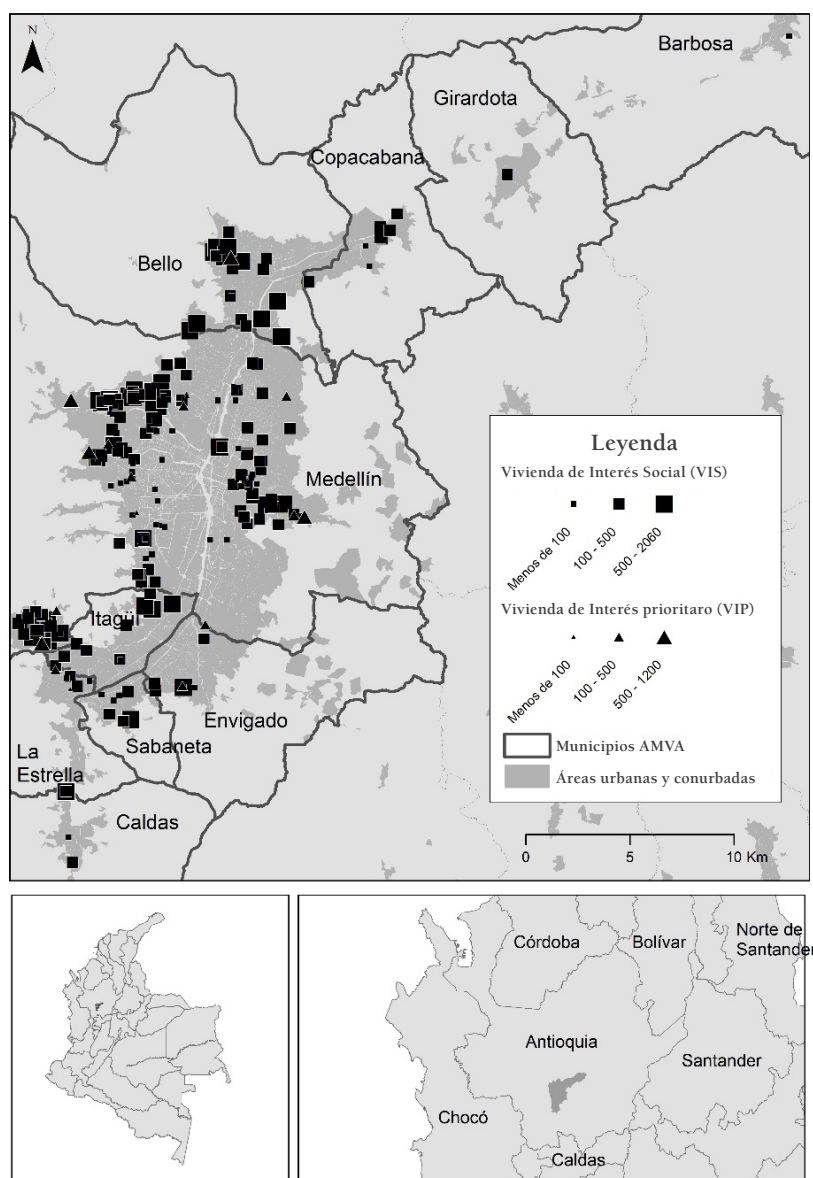 N
Barbosa
Girardota
Copacabana
Bello
Medellín
Itagüí
Envigado
Sabaneta
La
Estrella
Caldas
Leyenda
Vivienda de Interés Social (VIS)
Menos de 100
100 - 500
500-2060
Vivienda de Interés prioritaro (VIP)
Menos de 100
100 - 500
500-1200
Municipios AMVA
Áreas urbanas y conurbadas
0 5 10 Km
Córdoba
Bolívar
Norte de
Santander
Antioquia
Santander
Chocó
Caldas